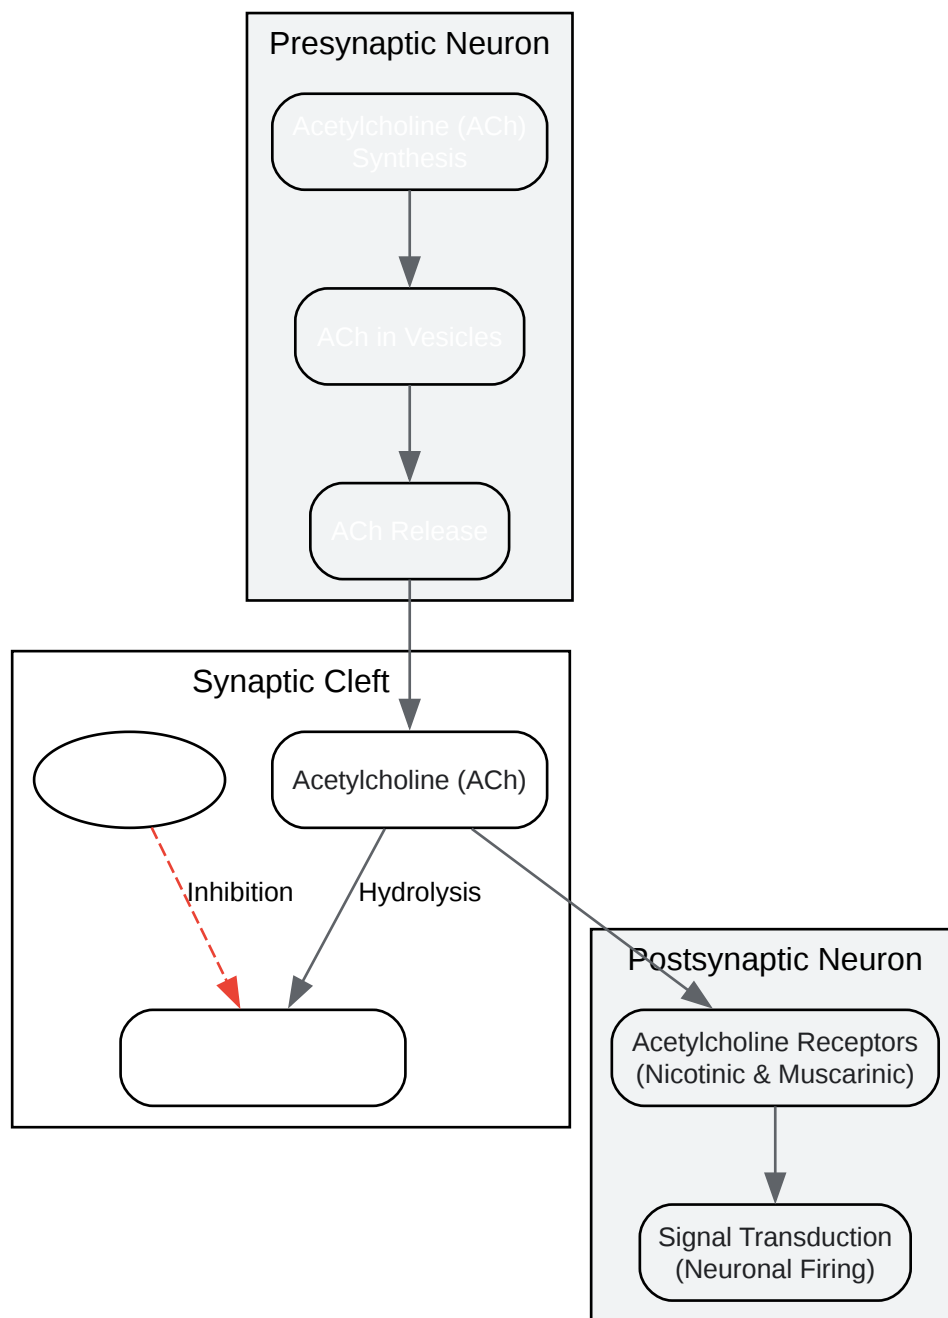 Presynaptic Neuron
Acetylcholine (ACh)
Synthesis
ACh in Vesicles
ACh Release
Synaptic Cleft
Acetylcholine (ACh)
Inhibition
Hydrolysis
Postsynaptic Neuron
Acetylcholine Receptors
(Nicotinic & Muscarinic)
Signal Transduction
(Neuronal Firing)